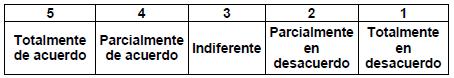 5 4 3 2 1
Totalmente de acuerdo
Parcialmente de acuerdo
Indiferente
Parcialmente en desacuerdo
Totalmente en desacuerdo